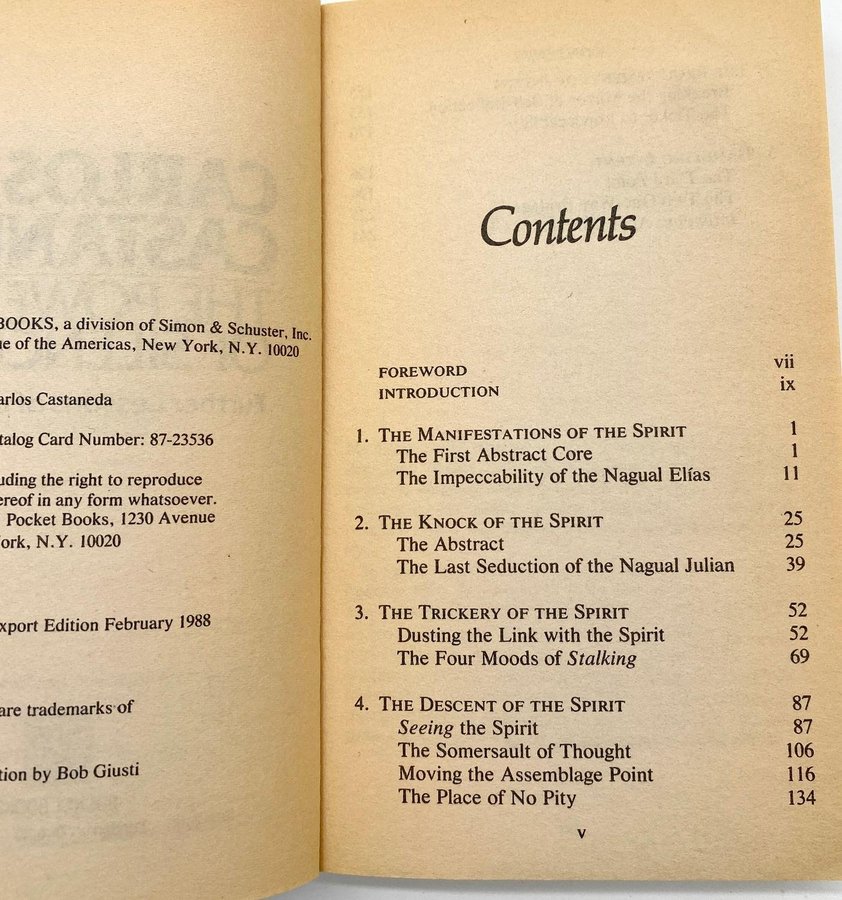 BOOKS, a division of Simon & Schuster, Inc.
ue of the Americas, New York, N.Y. 10020
arlos Castaneda
atalog Card Number: 87-23536
uding the right to reproduce
ereof in any form whatsoever.
Pocket Books, 1230 Avenue
ork, N.Y. 10020
xport Edition February 1988
are trademarks of
tion by Bob Giusti
Contents
FOREWORD vii
INTRODUCTION ix
1. THE MANIFESTATIONS OF THE SPIRIT 1
The First Abstract Core 1
The Impeccability of the Nagual Elías 11
2. THE KNOCK OF THE SPIRIT 25
The Abstract 25
The Last Seduction of the Nagual Julian 39
3. THE TRICKERY OF THE SPIRIT 52
Dusting the Link with the Spirit 52
The Four Moods of Stalking 69
4. THE DESCENT OF THE SPIRIT 87
Seeing the Spirit 87
The Somersault of Thought 106
Moving the Assemblage Point 116
The Place of No Pity 134
v